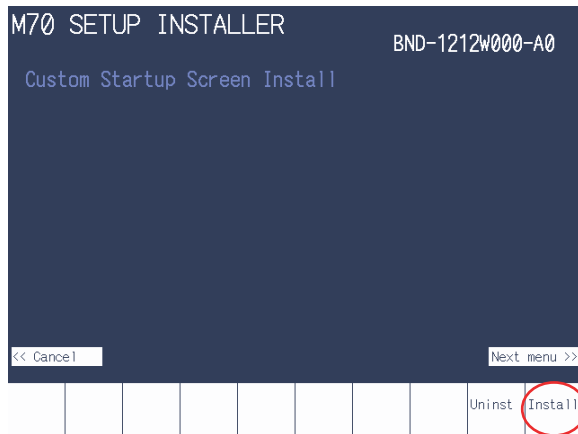 M70 SETUP INSTALLER
BND-1212W000-A0
Custom Startup Screen Install
<< Cancel
Next menu >>
Uninst
Install